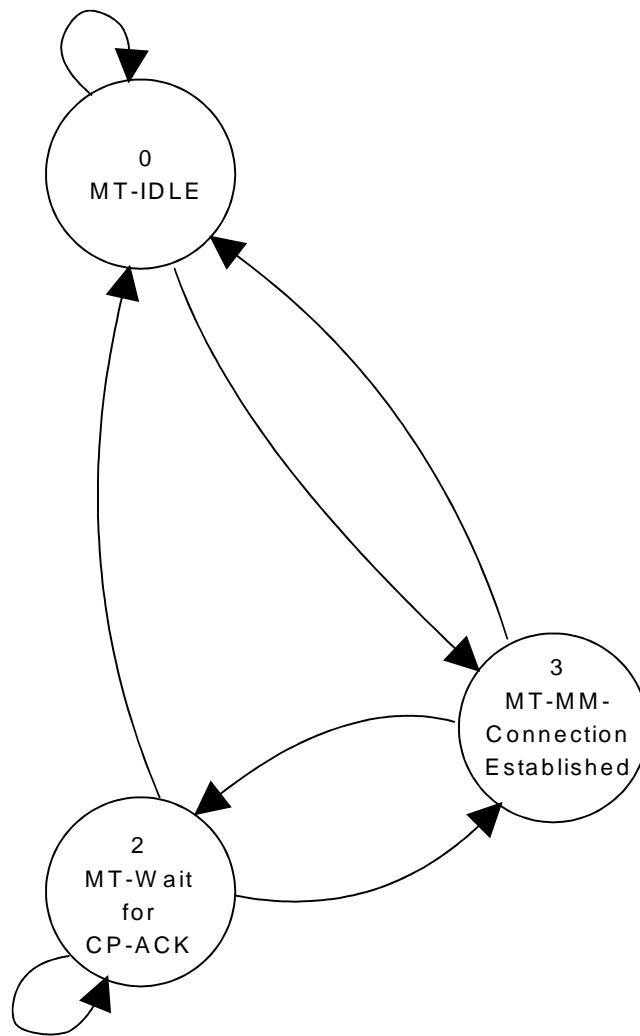 0
MT-IDLE
3
MT-MM-
Connection
Established
2
MT-Wait
for
CP-ACK